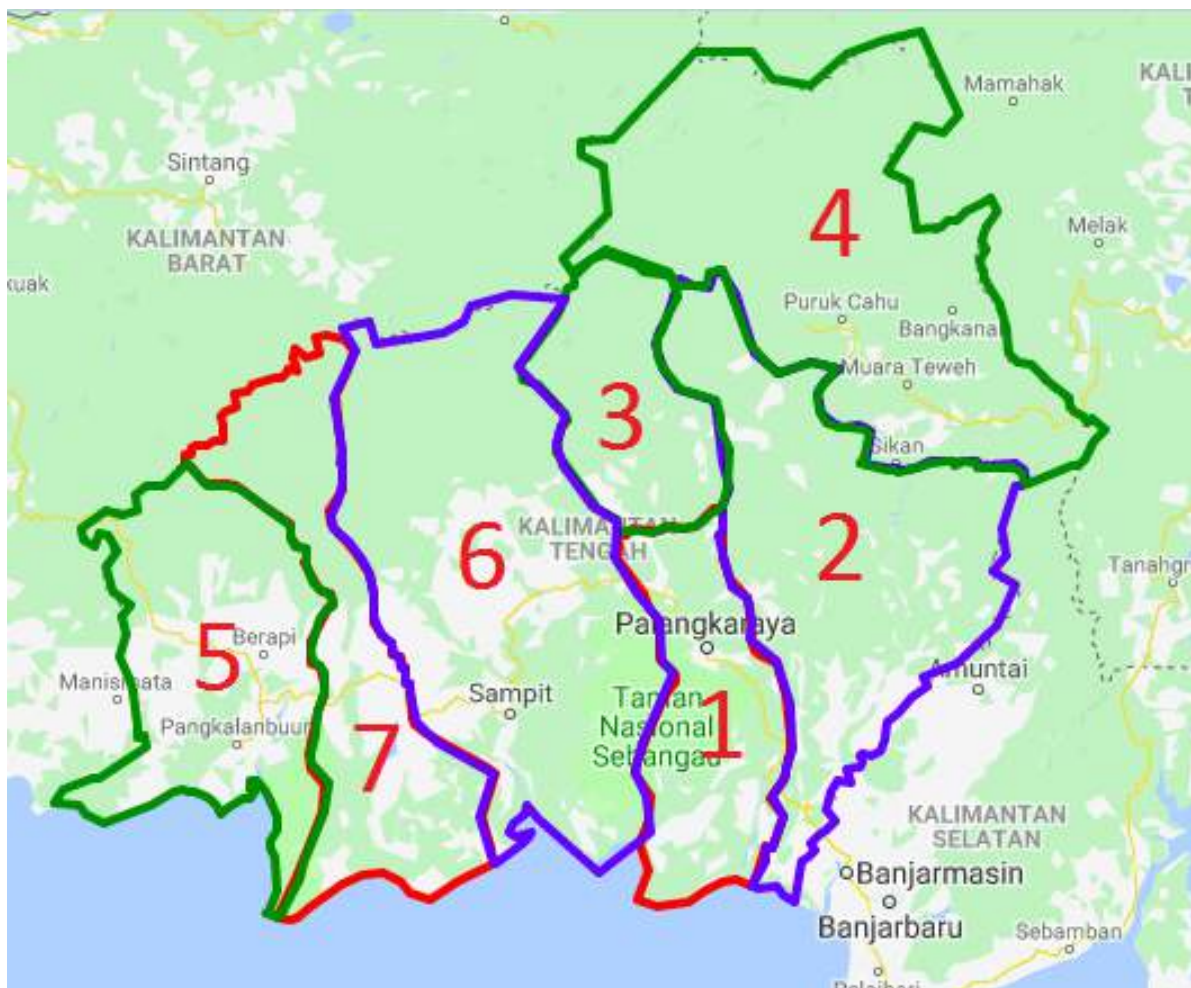 Mamahak
KALI
T
Sintang
KALIMANTAN
BARAT
4
Melak
kuak
Puruk Cahu
Bangkana
Muara Teweh
3
Sikan
KALIMANTAN
TENGAH
6
2
Tanahgr
Palangkaraya
Berapi
5
Amuntai
Manismata
Sampit
Taman
Nasional
Sebangau
1
Pangkalanbuun
7
KALIMANTAN
SELATAN
Banjarmasin
Banjarbaru
Sebamban